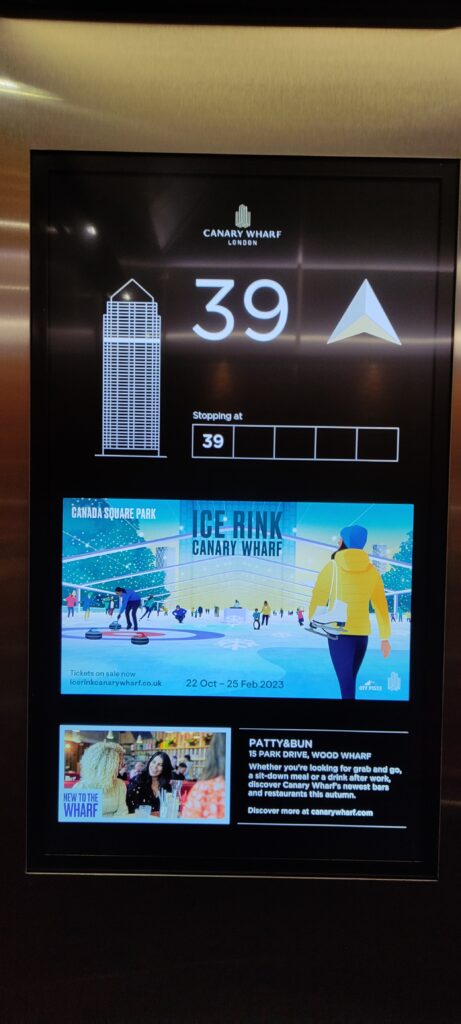 CANARY WHARF
LONDON
39
Stopping at
39
CANADA SQUARE PARK
ICE RINK
CANARY WHARF
Tickets on sale now
icerinkcanarywharf.co.uk
22 Oct – 25 Feb 2023
OFF PISTE
NEW TO THE
WHARF
PATTY&BUN
15 PARK DRIVE, WOOD WHARF
Whether you're looking for grab and go,
a sit-down meal or a drink after work,
discover Canary Wharf's newest bars
and restaurants this autumn.
Discover more at canarywharf.com